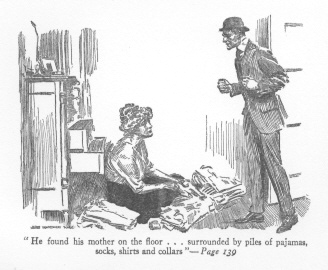 "He found his mother on the floor . . . surrounded by piles of pajamas,
socks, shirts and collars"—Page 139